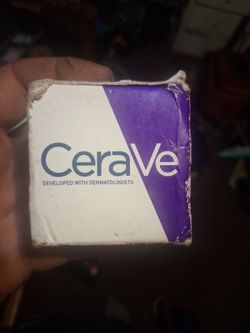 CeraVe
DEVELOPED WITH DERMATOLOGISTS